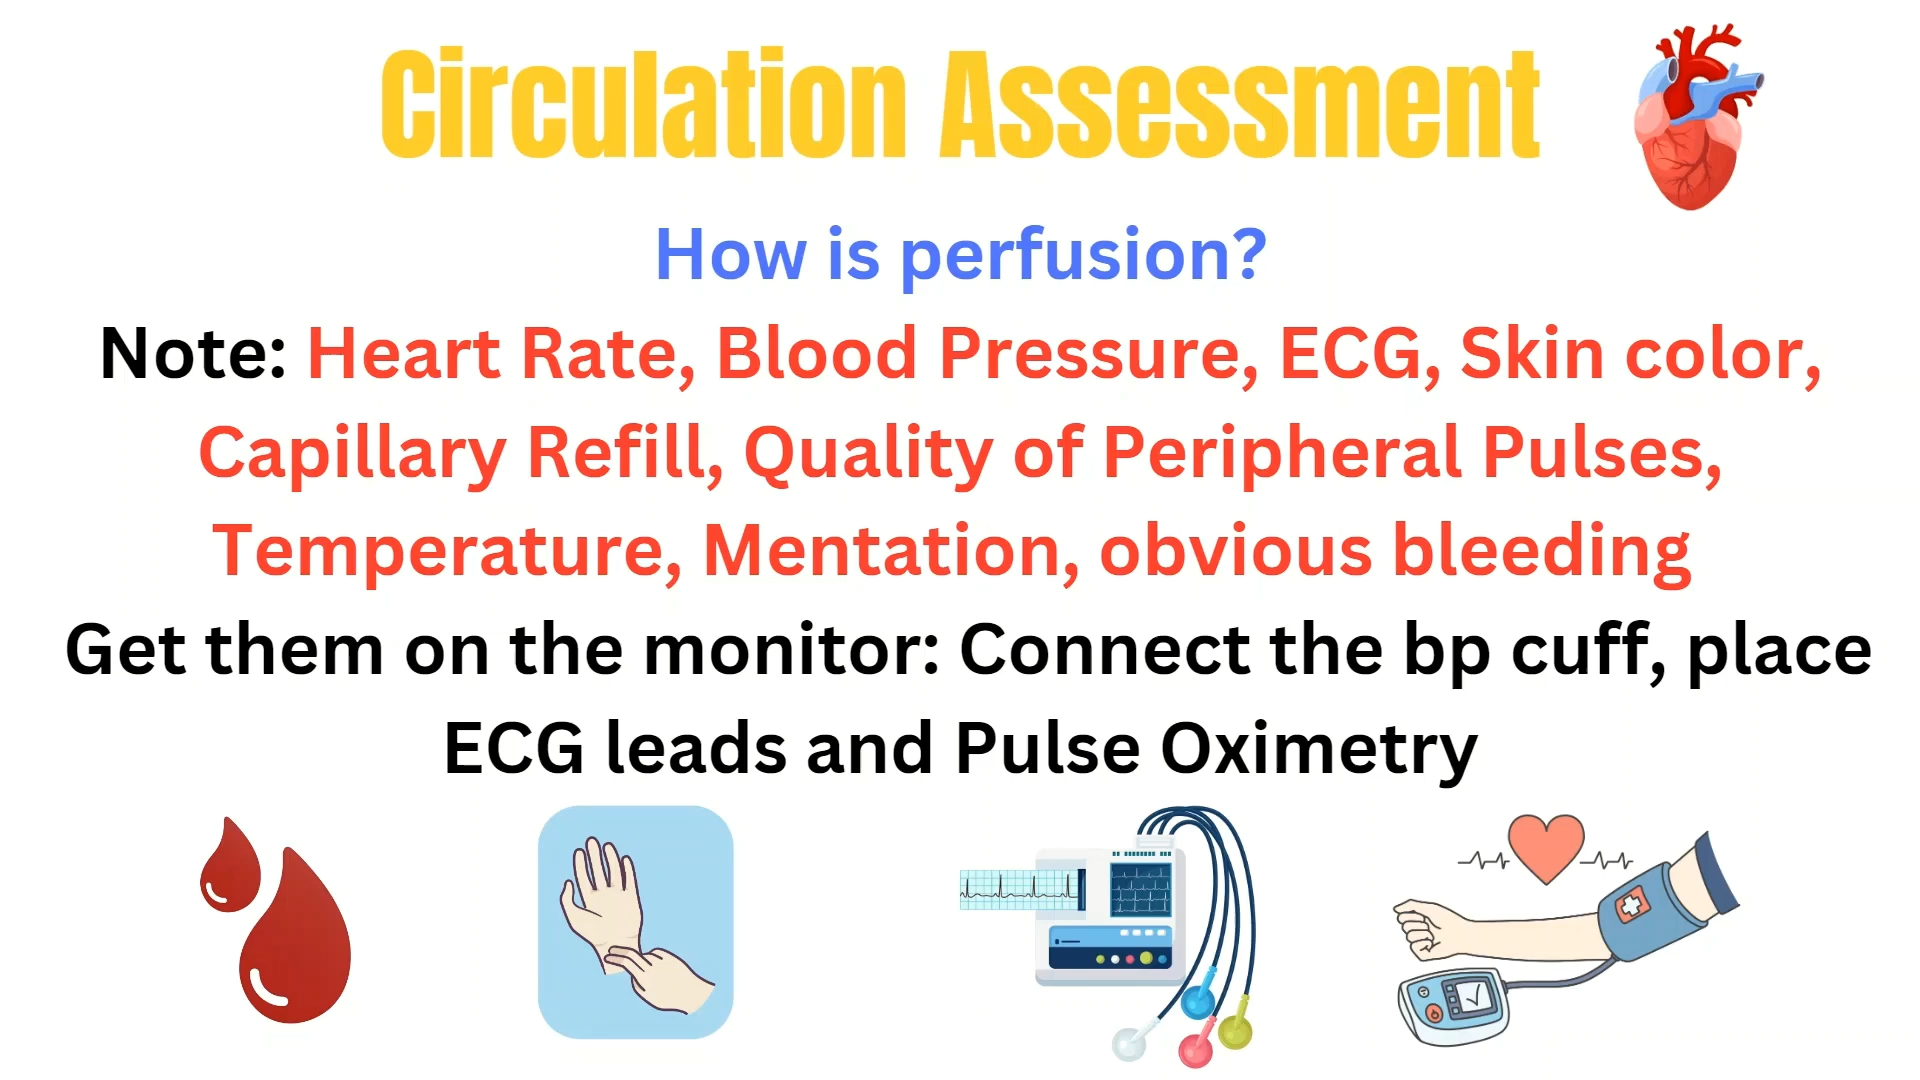 Circulation Assessment
How is perfusion?
Note: Heart Rate, Blood Pressure, ECG, Skin color,
Capillary Refill, Quality of Peripheral Pulses,
Temperature, Mentation, obvious bleeding
Get them on the monitor: Connect the bp cuff, place
ECG leads and Pulse Oximetry